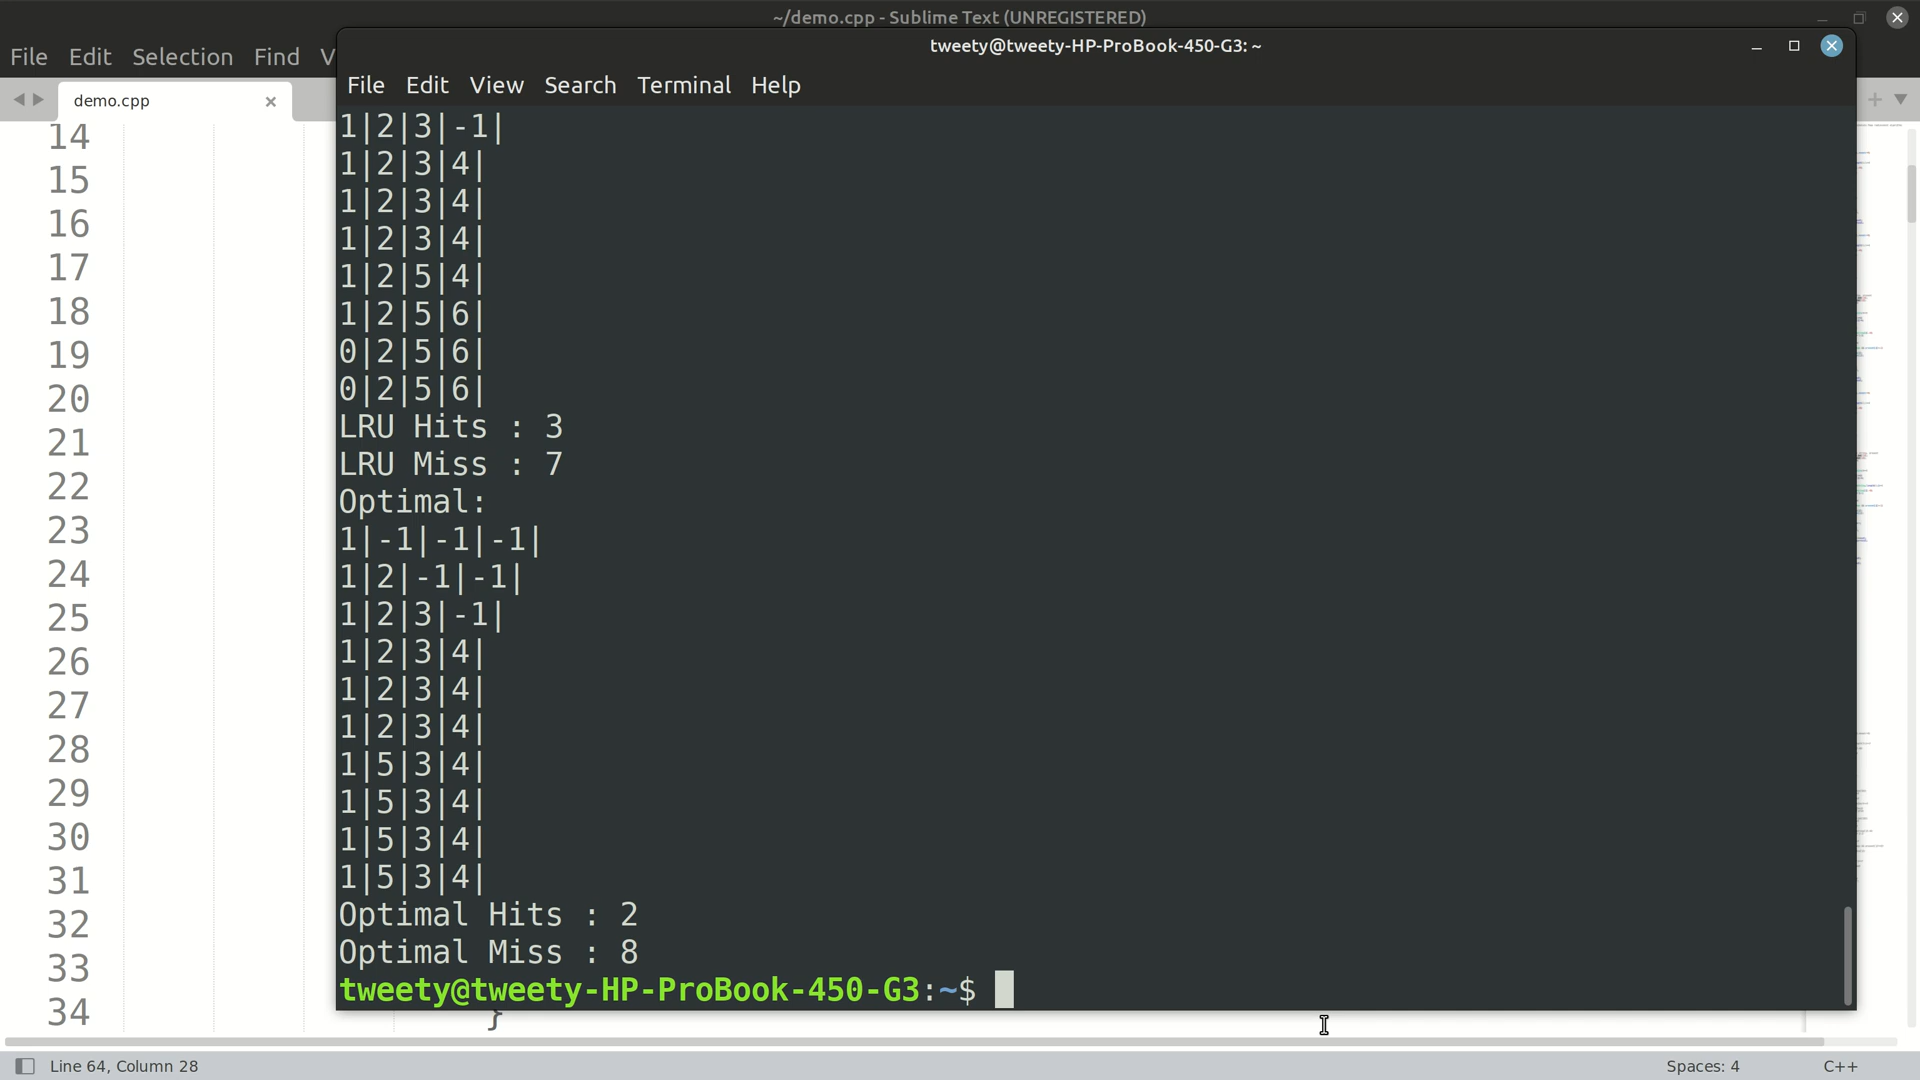 ~/demo.cpp - Sublime Text (UNREGISTERED)
File Edit Selection Find V
tweety@tweety-HP-ProBook-450-G3: ~
File Edit View Search Terminal Help
demo.cpp
14
15
16
17
18
19
20
21
22
23
24
25
26
27
28
29
30
31
32
33
34
1|2|3|-1|
1|2|3|4|
1|2|3|4|
1|2|3|4|
1|2|5|4|
1|2|5|6|
0|2|5|6|
0|2|5|6|
LRU Hits : 3
LRU Miss : 7
Optimal:
1|-1|-1|-1|
1|2|-1|-1|
1|2|3|-1|
1|2|3|4|
1|2|3|4|
1|2|3|4|
1|5|3|4|
1|5|3|4|
1|5|3|4|
1|5|3|4|
Optimal Hits : 2
Optimal Miss : 8
tweety@tweety-HP-ProBook-450-G3:~$
}
Line 64, Column 28
Spaces: 4
C++